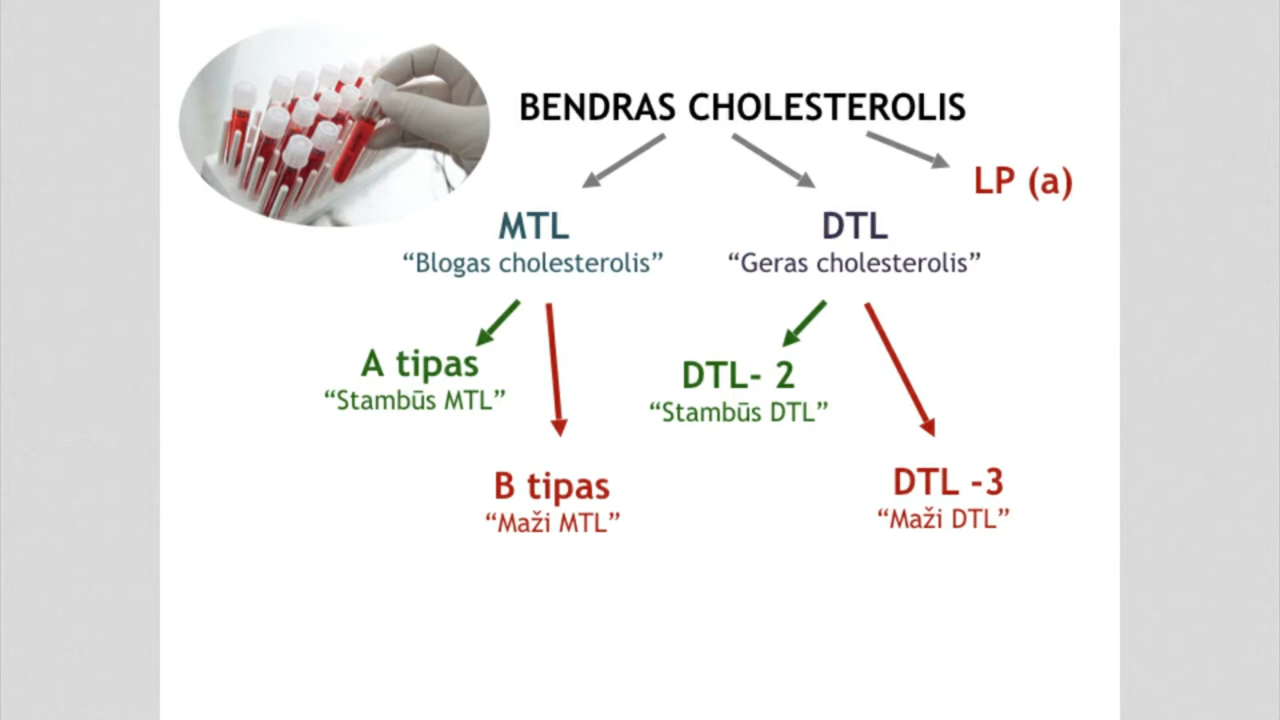 BENDRAS CHOLESTEROLIS
LP (a)
MTL
“Blogas cholesterolis”
DTL
“Geras cholesterolis”
A tipas
“Stambūs MTL”
DTL- 2
“Stambūs DTL”
B tipas
“Maži MTL”
DTL -3
“Maži DTL”